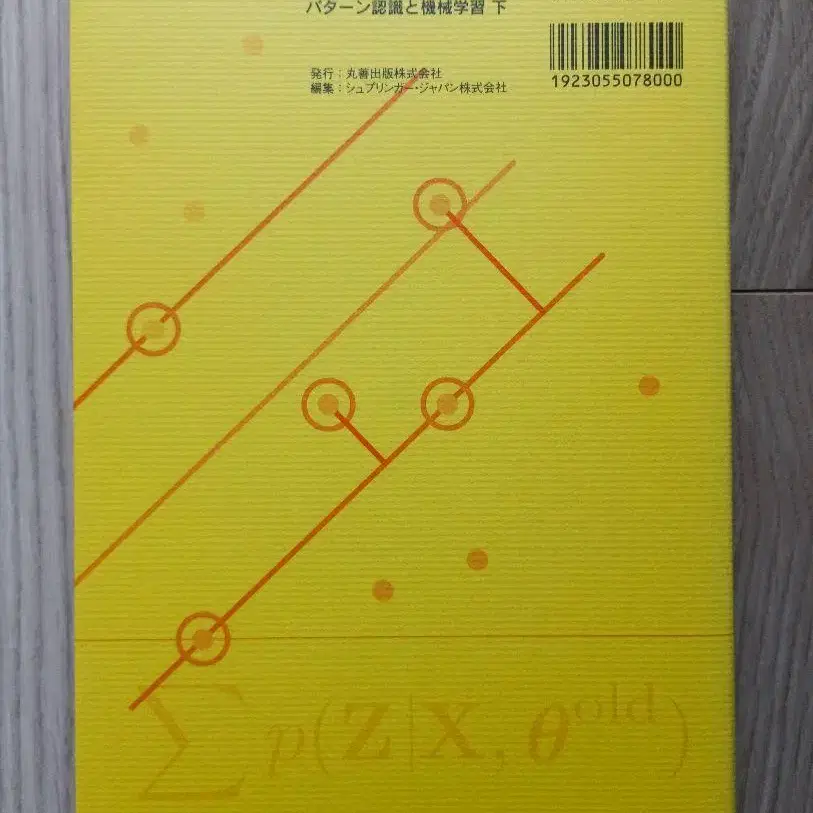 パターン認識と機械学習 下
1923055078000
発行：丸善出版株式会社
編集：シュプリンガー・ジャパン株式会社
∑ p(Z|X, θ^old)